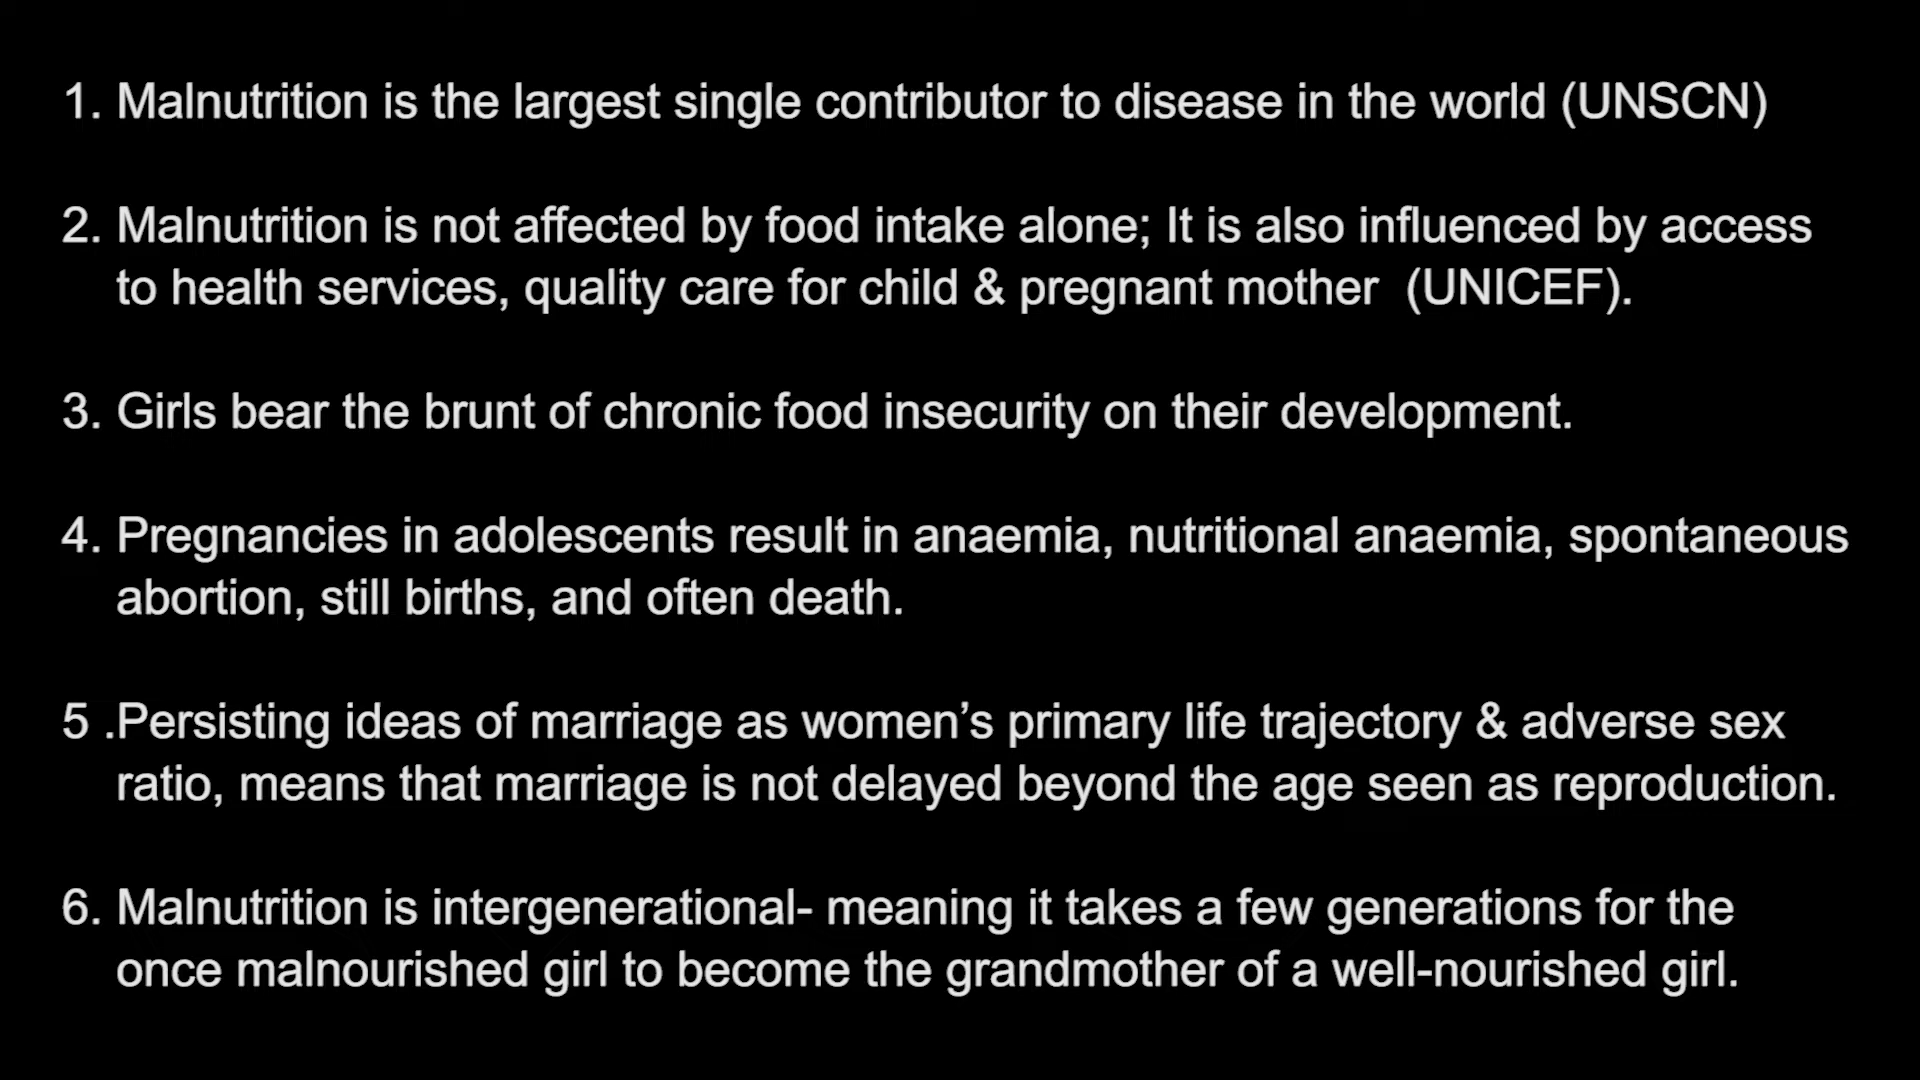 1. Malnutrition is the largest single contributor to disease in the world (UNSCN)
2. Malnutrition is not affected by food intake alone; It is also influenced by access
to health services, quality care for child & pregnant mother  (UNICEF).
3. Girls bear the brunt of chronic food insecurity on their development.
4. Pregnancies in adolescents result in anaemia, nutritional anaemia, spontaneous
abortion, still births, and often death.
5 .Persisting ideas of marriage as women’s primary life trajectory & adverse sex
ratio, means that marriage is not delayed beyond the age seen as reproduction.
6. Malnutrition is intergenerational- meaning it takes a few generations for the
once malnourished girl to become the grandmother of a well-nourished girl.